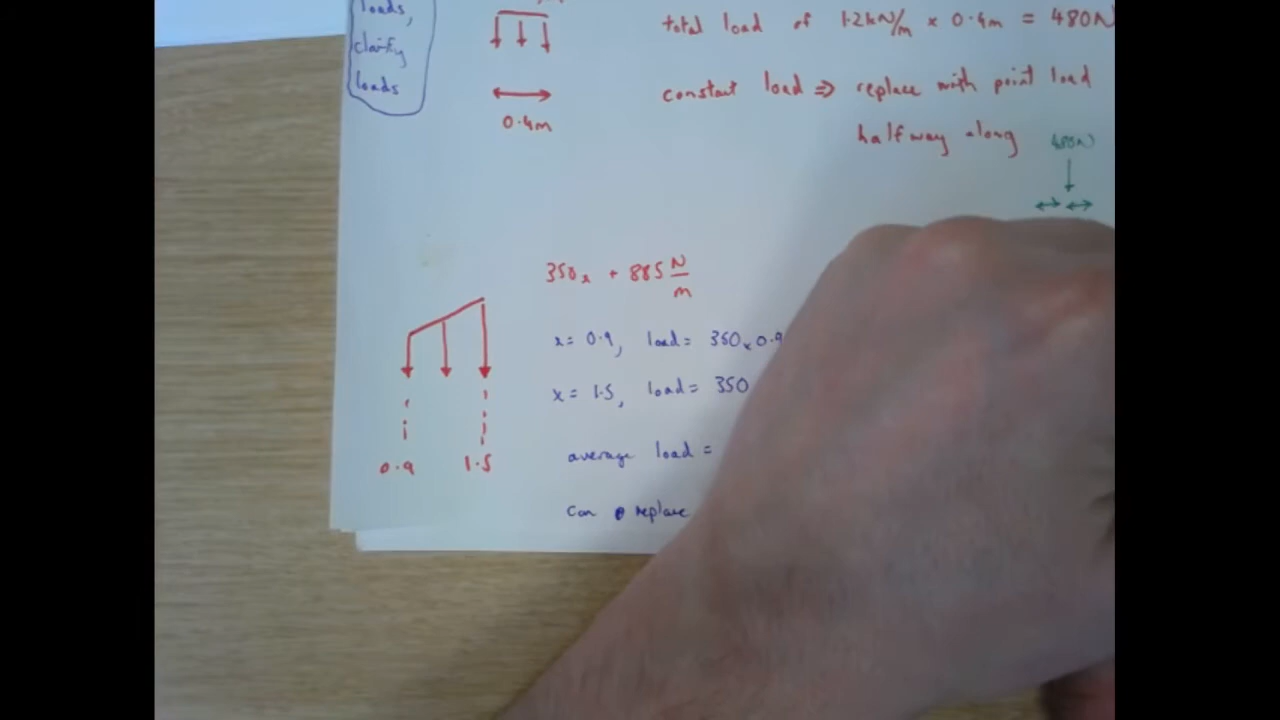 loads,
clarify
loads
0.4m
total load of 1.2kN/m × 0.4m = 480N
constant load ⇒ replace with point load
halfway along
480N
350x + 885 N/m
x = 0.9, load = 350 × 0.9
x = 1.5, load = 350
average load =
can replace
0.9 1.5